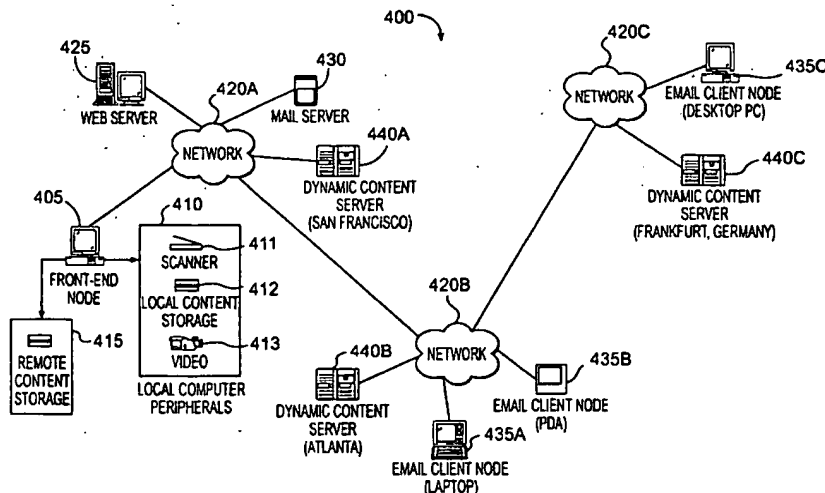 400
425
WEB SERVER
420A
430
MAIL SERVER
NETWORK
440A
DYNAMIC CONTENT
SERVER
(SAN FRANCISCO)
420C
NETWORK
435C
EMAIL CLIENT NODE
(DESKTOP PC)
440C
DYNAMIC CONTENT
SERVER
(FRANKFURT, GERMANY)
405
FRONT-END
NODE
410
411
SCANNER
412
LOCAL CONTENT
STORAGE
413
VIDEO
LOCAL COMPUTER
PERIPHERALS
415
REMOTE
CONTENT
STORAGE
420B
NETWORK
440B
DYNAMIC CONTENT
SERVER
(ATLANTA)
435B
EMAIL CLIENT NODE
(PDA)
435A
EMAIL CLIENT NODE
(LAPTOP)